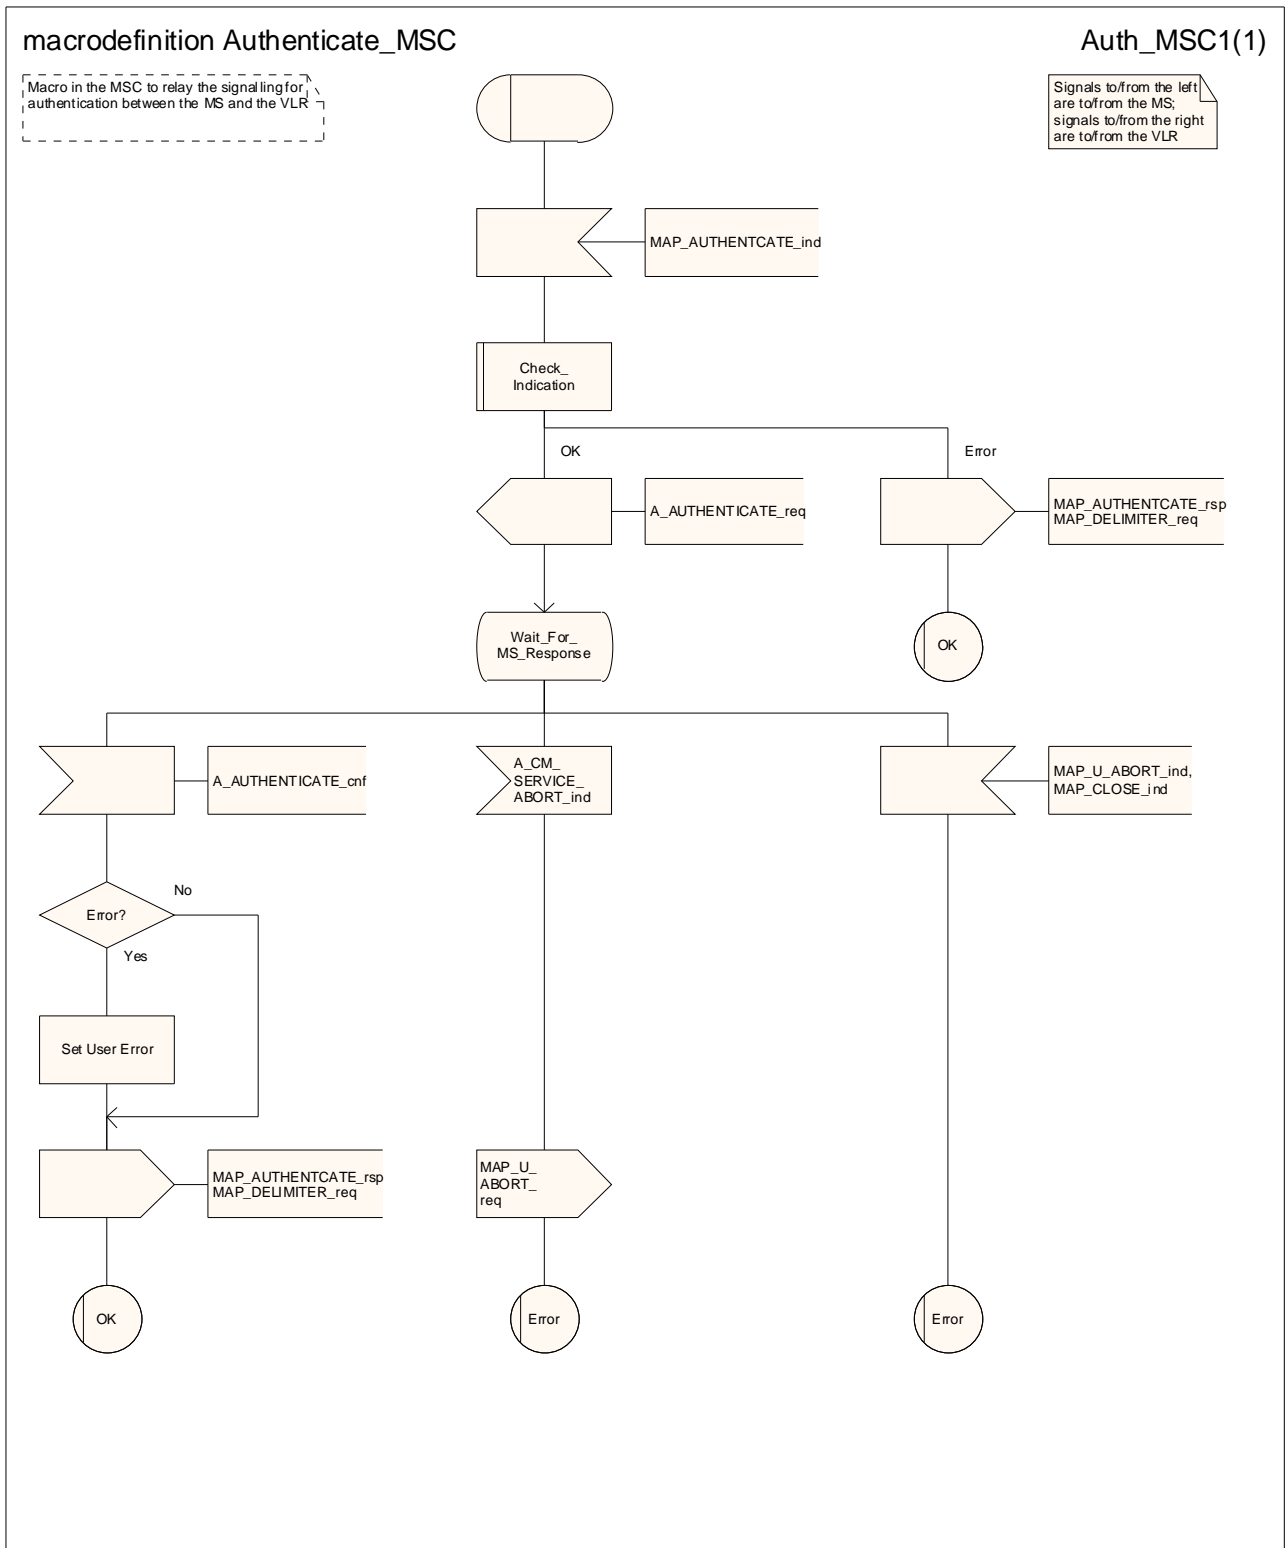 macrodefinition Authenticate_MSC
Auth_MSC1(1)
Macro in the MSC to relay the signalling for
authentication between the MS and the VLR
Signals to/from the left
are to/from the MS;
signals to/from the right
are to/from the VLR
MAP_AUTHENTCATE_ind
Check_
Indication
OK
Error
A_AUTHENTICATE_req
MAP_AUTHENTCATE_rsp
MAP_DELIMITER_req
Wait_For_
MS_Response
OK
A_AUTHENTICATE_cnf
A_CM_
SERVICE_
ABORT_ind
MAP_U_ABORT_ind,
MAP_CLOSE_ind
No
Error?
Yes
Set User Error
MAP_AUTHENTCATE_rsp
MAP_DELIMITER_req
MAP_U_
ABORT_
req
OK
Error
Error